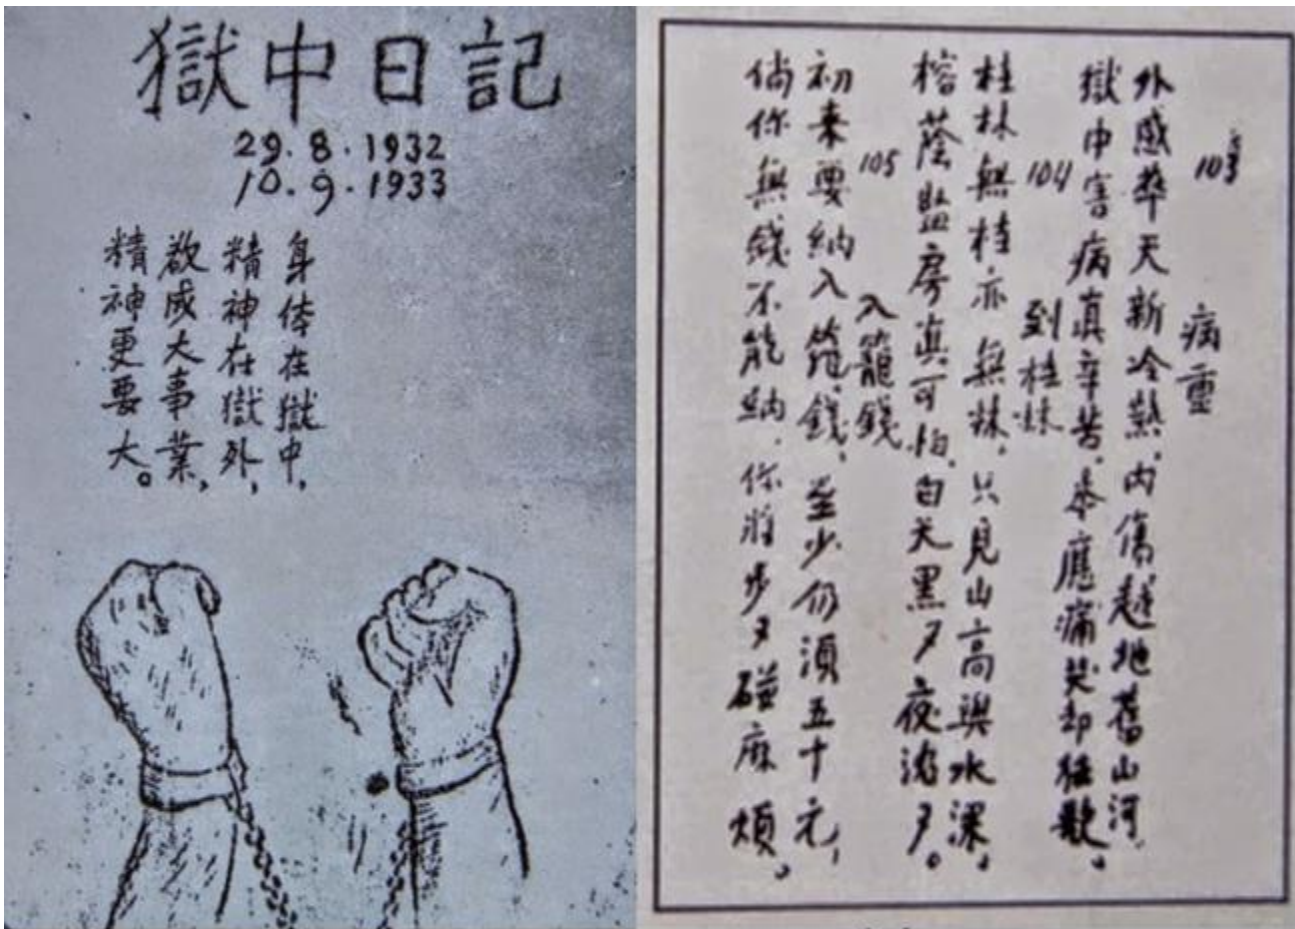 獄中日記
29.8.1932
10.9.1933
身体在獄中,
精神在獄外,
欲成大事業,
精神更要大。
103
病重
外感華天新冷熱,内傷越地舊山河,
獄中害病真辛苦,本應痛哭却狂歌。
104
到桂林
桂林無桂亦無林,只見山高與水深。
榕蔭監房真可怕,白天黑々夜沉々。
105
入籠錢
初來要納入籠錢,至少仍須五十元,
倘你無錢不能納,你將步々碰麻煩。